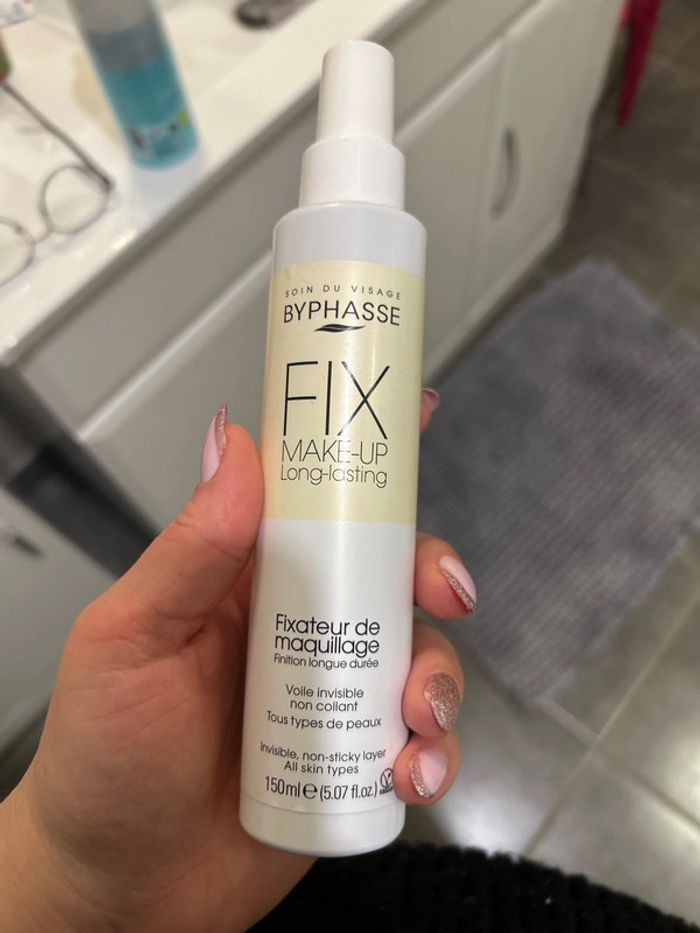 SOIN DU VISAGE
BYPHASSE
FIX
MAKE-UP
Long-lasting
Fixateur de
maquillage
Finition longue durée
Voile invisible
non collant
Tous types de peaux
Invisible, non-sticky layer
All skin types
150ml℮(5.07 fl.oz.)